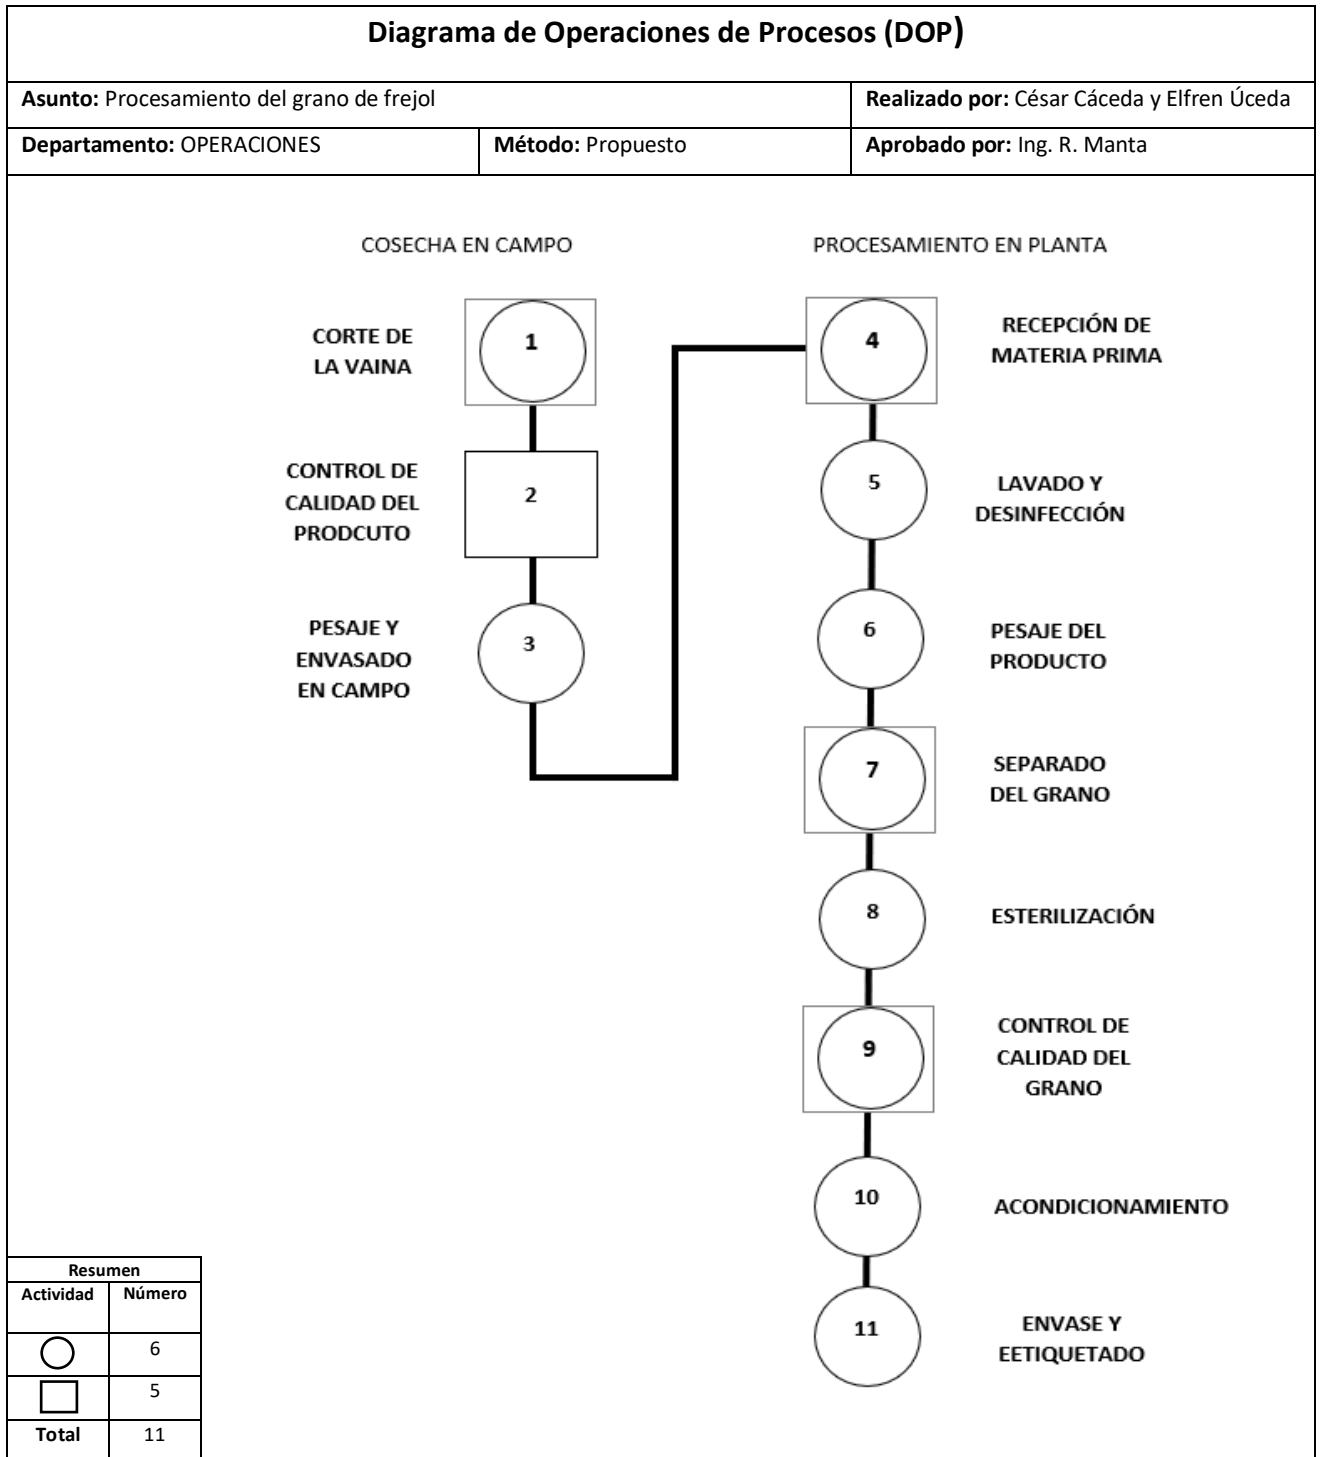 Diagrama de Operaciones de Procesos (DOP)
Asunto: Procesamiento del grano de frejol
Realizado por: César Cáceda y Elfren Úceda
Departamento: OPERACIONES
Método: Propuesto
Aprobado por: Ing. R. Manta
COSECHA EN CAMPO
CORTE DE
LA VAINA
1
CONTROL DE
CALIDAD DEL
PRODCUTO
2
PESAJE Y
ENVASADO
EN CAMPO
3
PROCESAMIENTO EN PLANTA
4
RECEPCIÓN DE
MATERIA PRIMA
5
LAVADO Y
DESINFECCIÓN
6
PESAJE DEL
PRODUCTO
7
SEPARADO
DEL GRANO
8
ESTERILIZACIÓN
9
CONTROL DE
CALIDAD DEL
GRANO
10
ACONDICIONAMIENTO
11
ENVASE Y
EETIQUETADO
Resumen
Actividad Número
6
5
Total 11